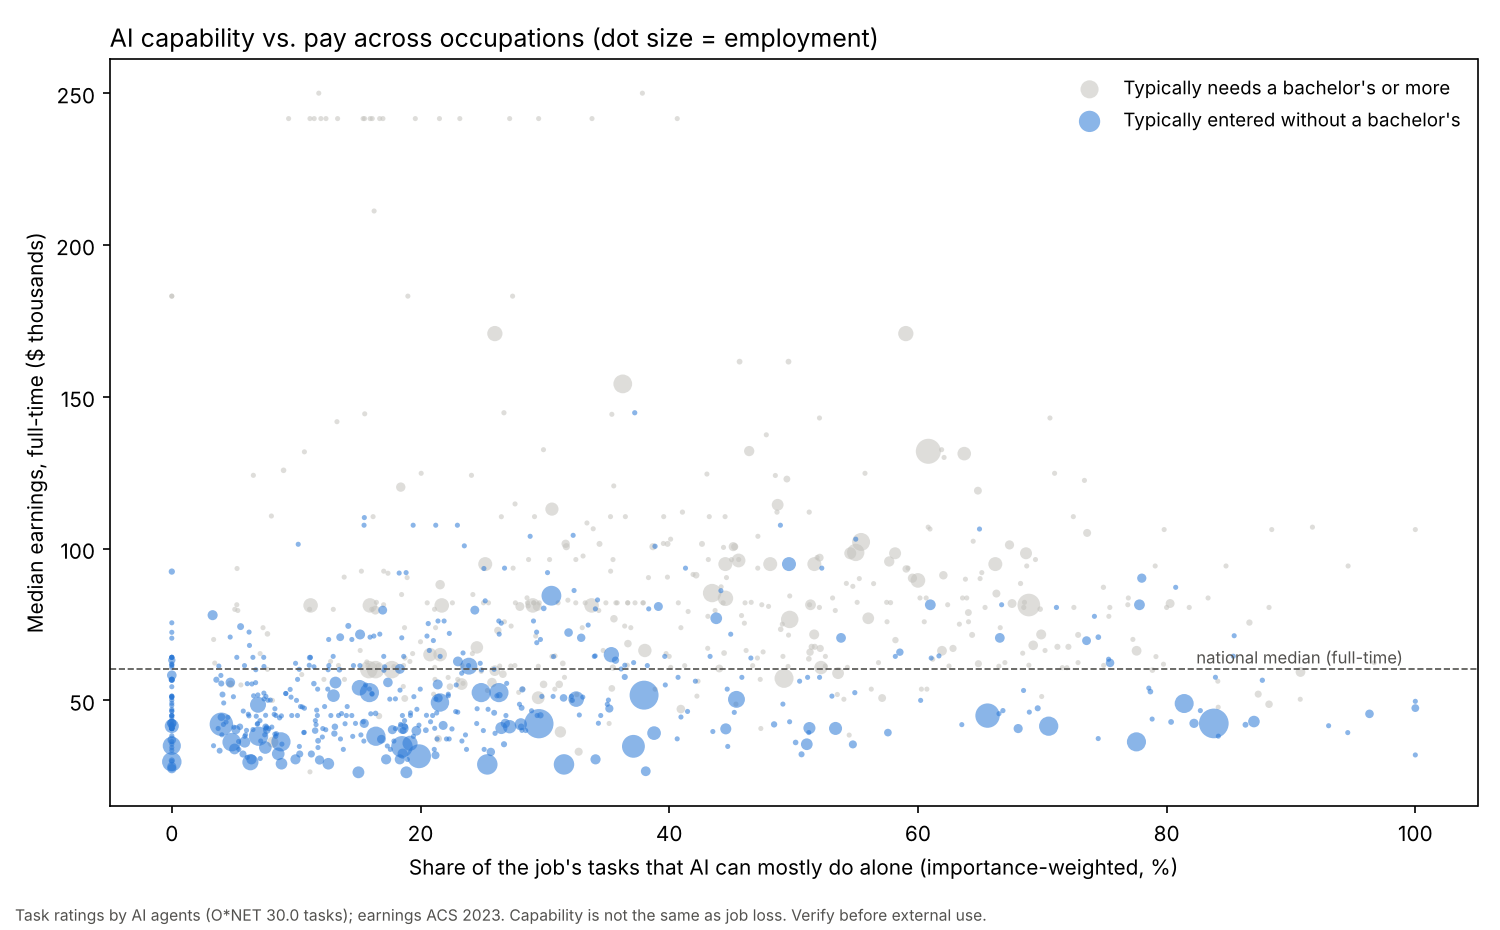 AI capability vs. pay across occupations (dot size = employment)
Typically needs a bachelor's or more
Typically entered without a bachelor's
250
200
150
100
50
Median earnings, full-time ($ thousands)
national median (full-time)
0
20
40
60
80
100
Share of the job's tasks that AI can mostly do alone (importance-weighted, %)
Task ratings by AI agents (O*NET 30.0 tasks); earnings ACS 2023. Capability is not the same as job loss. Verify before external use.